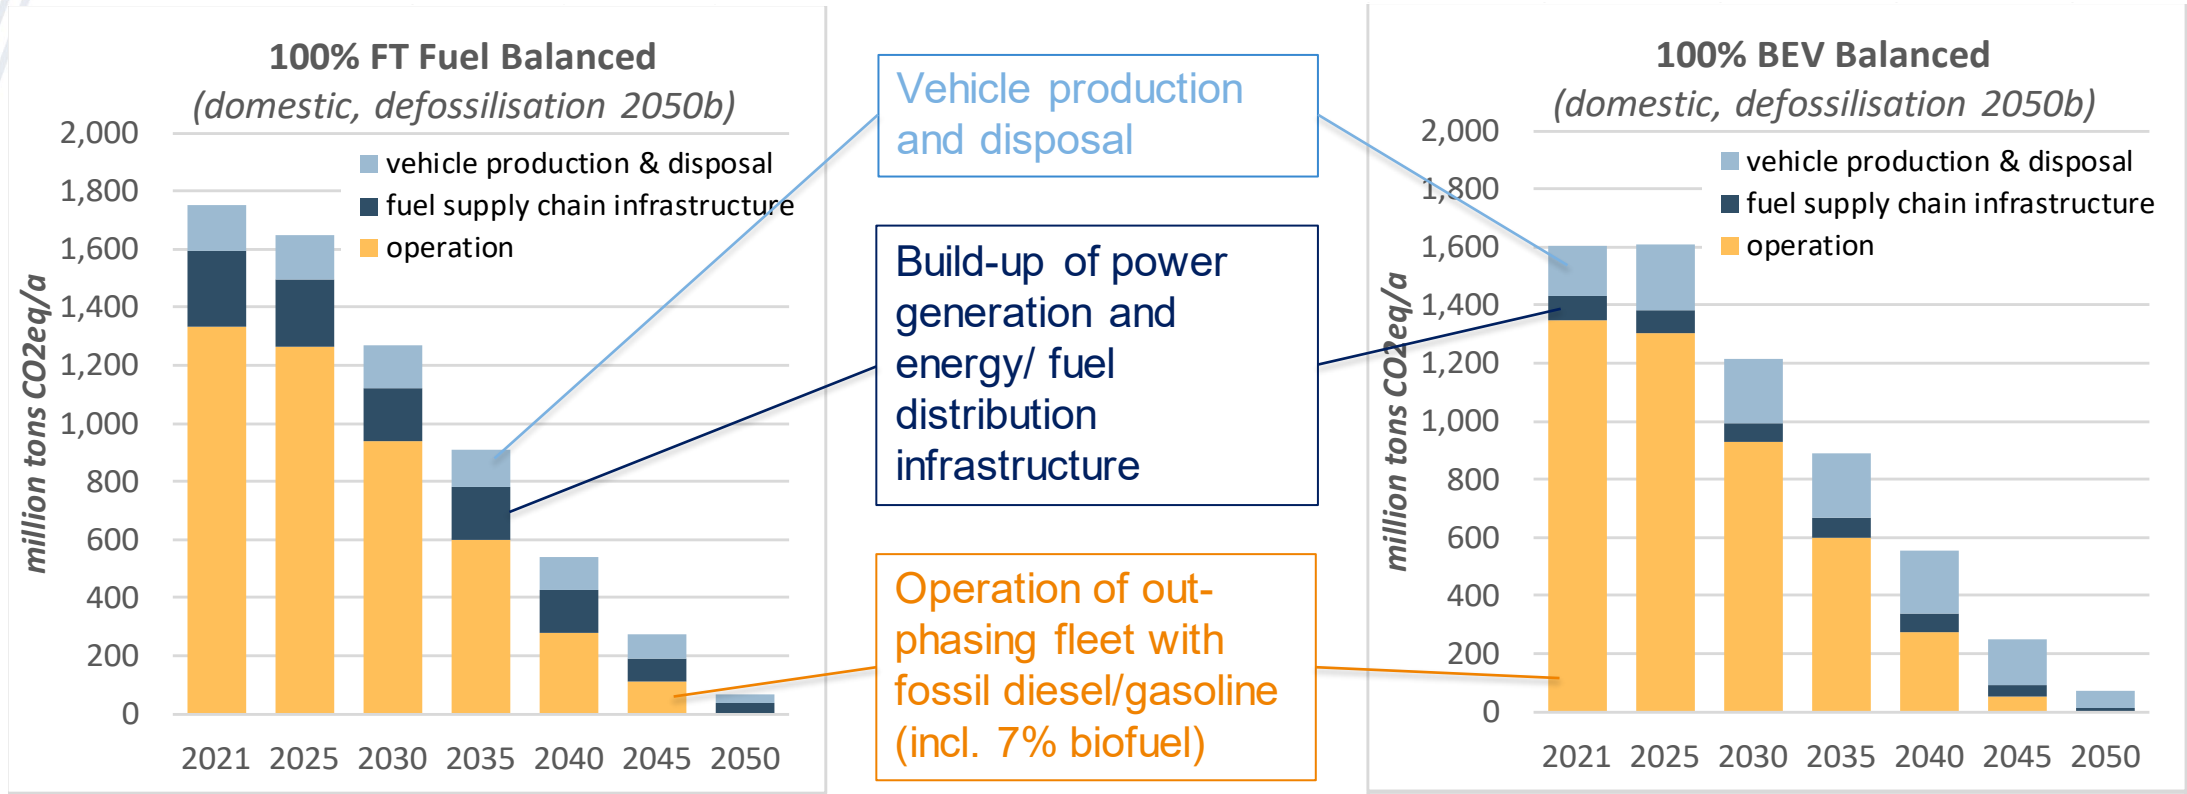 100% FT Fuel Balanced
(domestic, defossilisation 2050b)
million tons CO2eq/a
2,000
1,800
1,600
1,400
1,200
1,000
800
600
400
200
0
vehicle production & disposal
fuel supply chain infrastructure
operation
2021 2025 2030 2035 2040 2045 2050
Vehicle production
and disposal
Build-up of power
generation and
energy/ fuel
distribution
infrastructure
Operation of out-
phasing fleet with
fossil diesel/gasoline
(incl. 7% biofuel)
100% BEV Balanced
(domestic, defossilisation 2050b)
million tons CO2eq/a
2,000
1,800
1,600
1,400
1,200
1,000
800
600
400
200
0
vehicle production & disposal
fuel supply chain infrastructure
operation
2021 2025 2030 2035 2040 2045 2050